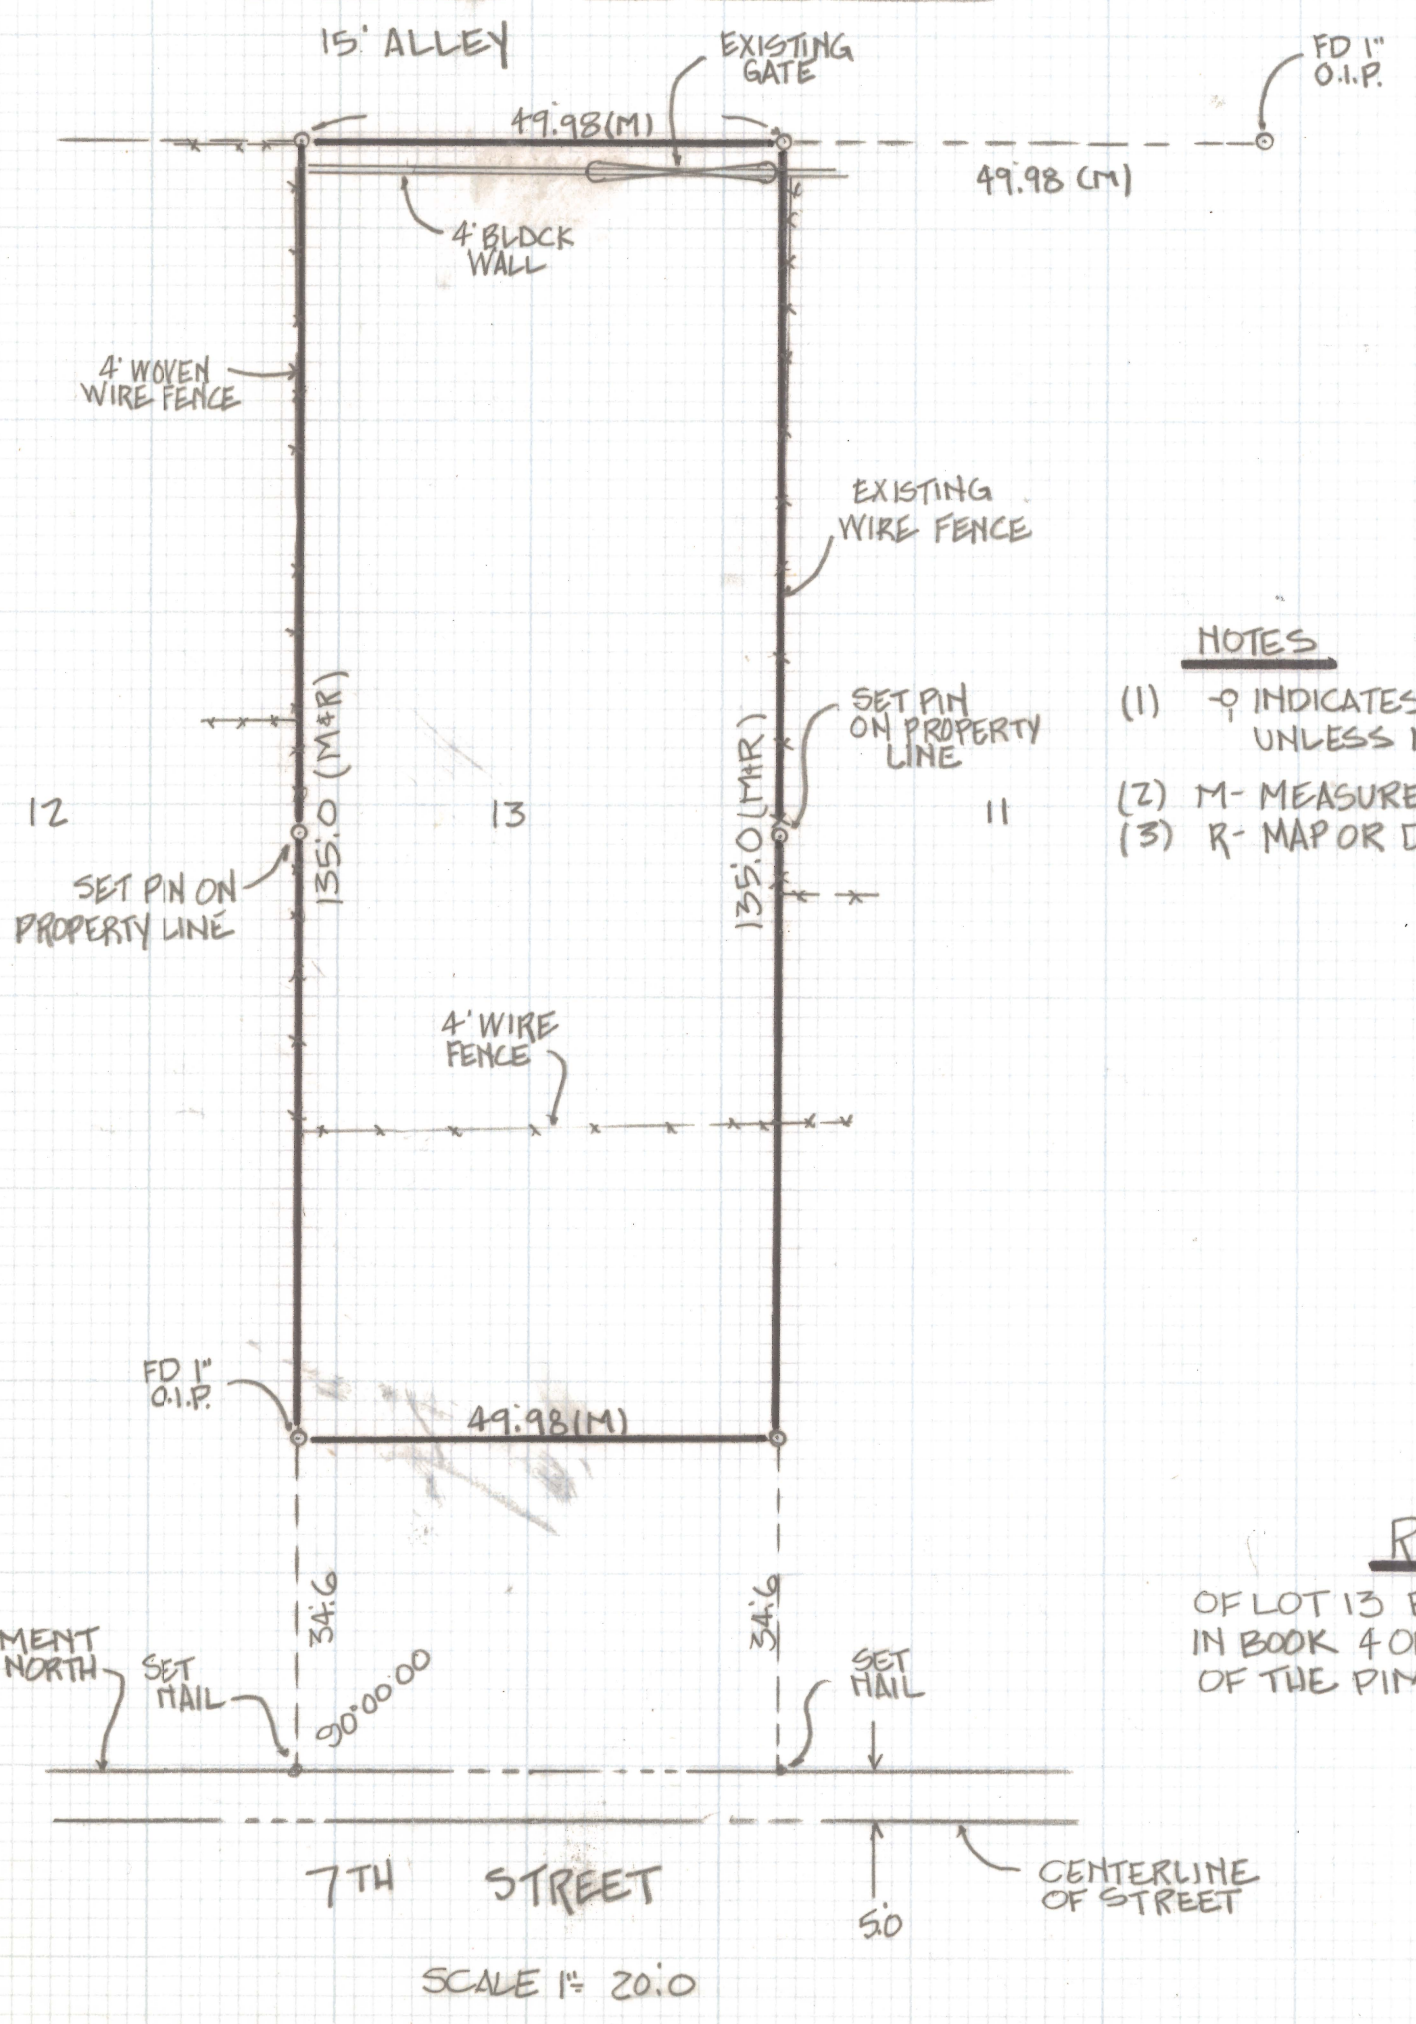 15' ALLEY
EXISTING
GATE
FD 1"
O.I.P.
49.98(M)
49.98 (M)
4' BLOCK
WALL
4' WOVEN
WIRE FENCE
EXISTING
WIRE FENCE
NOTES
(1) INDICATES
UNLESS
(2) M- MEASURE
(3) R- MAP OR
SET PIN
ON PROPERTY
LINE
135.0 (M+R)
135.0 (M+R)
12
13
11
SET PIN ON
PROPERTY LINE
4' WIRE
FENCE
FD 1"
O.I.P.
49.98(M)
34.6
34.6
OF LOT 13
IN BOOK 4
OF THE
MENT
NORTH
SET
NAIL
90°00'00
SET
NAIL
7TH STREET
CENTERLINE
OF STREET
5.0
SCALE 1"= 20.0